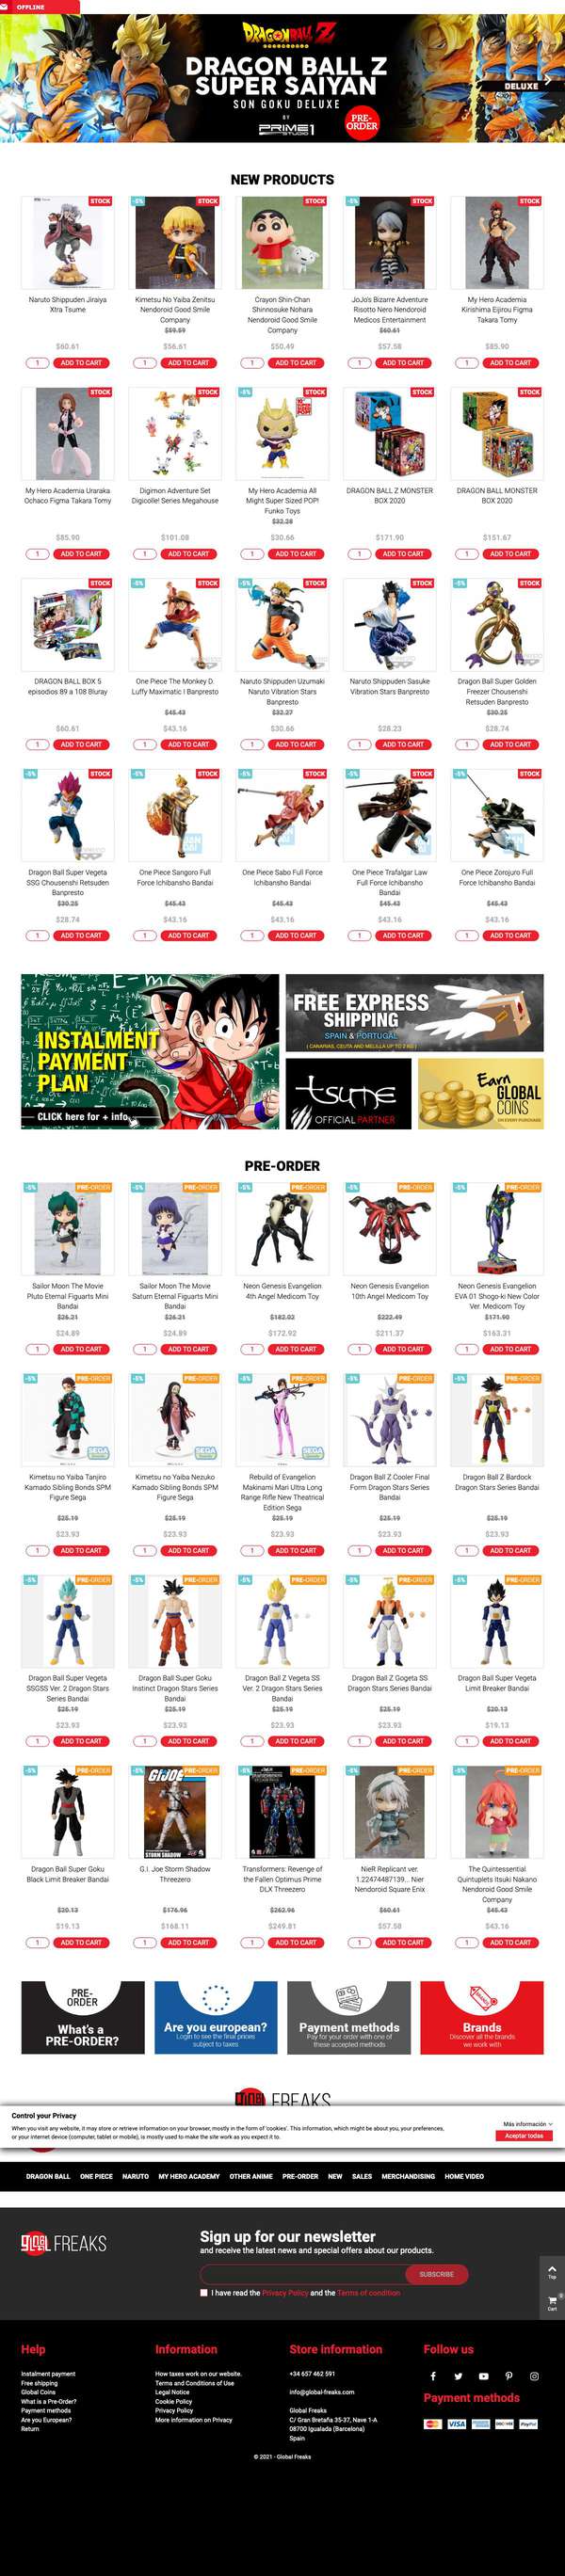 OFFLINE
DRAGON BALL Z
DRAGON BALL Z
SUPER SAIYAN
SON GOKU DELUXE
BY
PRIME 1
STUDIO
PRE-
ORDER
DELUXE
NEW PRODUCTS
STOCK
-5% STOCK
STOCK
-5% STOCK
STOCK
Naruto Shippuden Jiraiya
Xtra Tsume
$60.61
1 ADD TO CART
Kimetsu No Yaiba Zenitsu
Nendoroid Good Smile
Company
$59.59
$56.61
1 ADD TO CART
Crayon Shin-Chan
Shinnosuke Nohara
Nendoroid Good Smile
Company
$50.49
1 ADD TO CART
JoJo's Bizarre Adventure
Risotto Nero Nendoroid
Medicos Entertainment
$60.61
$57.58
1 ADD TO CART
My Hero Academia
Kirishima Eijirou Figma
Takara Tomy
$85.90
1 ADD TO CART
STOCK
STOCK
-5% STOCK
STOCK
STOCK
My Hero Academia Uraraka
Ochaco Figma Takara Tomy
$85.90
1 ADD TO CART
Digimon Adventure Set
Digicolle! Series Megahouse
$101.08
1 ADD TO CART
My Hero Academia All
Might Super Sized POP!
Funko Toys
$32.28
$30.66
1 ADD TO CART
DRAGON BALL Z MONSTER
BOX 2020
$171.90
1 ADD TO CART
DRAGON BALL MONSTER
BOX 2020
$151.67
1 ADD TO CART
STOCK
-5% STOCK
-5% STOCK
STOCK
-5% STOCK
DRAGON BALL BOX 5
episodios 89 a 108 Bluray
$60.61
1 ADD TO CART
One Piece The Monkey D.
Luffy Maximatic I Banpresto
$45.43
$43.16
1 ADD TO CART
Naruto Shippuden Uzumaki
Naruto Vibration Stars
Banpresto
$32.27
$30.66
1 ADD TO CART
Naruto Shippuden Sasuke
Vibration Stars Banpresto
$28.23
1 ADD TO CART
Dragon Ball Super Golden
Freezer Chousenshi
Retsuden Banpresto
$30.25
$28.74
1 ADD TO CART
-5% STOCK
-5% STOCK
-5% STOCK
-5% STOCK
-5% STOCK
Dragon Ball Super Vegeta
SSG Chousenshi Retsuden
Banpresto
$30.25
$28.74
1 ADD TO CART
One Piece Sangoro Full
Force Ichibansho Bandai
$45.43
$43.16
1 ADD TO CART
One Piece Sabo Full Force
Ichibansho Bandai
$45.43
$43.16
1 ADD TO CART
One Piece Trafalgar Law
Full Force Ichibansho
Bandai
$45.43
$43.16
1 ADD TO CART
One Piece Zorojuro Full
Force Ichibansho Bandai
$45.43
$43.16
1 ADD TO CART
INSTALMENT
PAYMENT
PLAN
CLICK here for + info.
FREE EXPRESS
SHIPPING
SPAIN & PORTUGAL
tsume
OFFICIAL PARTNER
Earn
GLOBAL
COINS
ON EVERY PURCHASE
PRE-ORDER
-5% PRE-ORDER
-5% PRE-ORDER
-5% PRE-ORDER
-5% PRE-ORDER
-5% PRE-ORDER
Sailor Moon The Movie
Pluto Eternal Figuarts Mini
Bandai
$26.21
$24.89
1 ADD TO CART
Sailor Moon The Movie
Saturn Eternal Figuarts Mini
Bandai
$26.21
$24.89
1 ADD TO CART
Neon Genesis Evangelion
4th Angel Medicom Toy
$182.02
$172.92
1 ADD TO CART
Neon Genesis Evangelion
10th Angel Medicom Toy
$222.49
$211.37
1 ADD TO CART
Neon Genesis Evangelion
EVA 01 Shogo-ki New Color
Ver. Medicom Toy
$171.90
$163.31
1 ADD TO CART
-5% PRE-ORDER
-5% PRE-ORDER
-5% PRE-ORDER
-5% PRE-ORDER
-5% PRE-ORDER
Kimetsu no Yaiba Tanjiro
Kamado Sibling Bonds SPM
Figure Sega
$25.19
$23.93
1 ADD TO CART
Kimetsu no Yaiba Nezuko
Kamado Sibling Bonds SPM
Figure Sega
$25.19
$23.93
1 ADD TO CART
Rebuild of Evangelion
Makinami Mari Ultra Long
Range Rifle New Theatrical
Edition Sega
$25.19
$23.93
1 ADD TO CART
Dragon Ball Z Cooler Final
Form Dragon Stars Series
Bandai
$25.19
$23.93
1 ADD TO CART
Dragon Ball Z Bardock
Dragon Stars Series Bandai
$25.19
$23.93
1 ADD TO CART
-5% PRE-ORDER
-5% PRE-ORDER
-5% PRE-ORDER
-5% PRE-ORDER
-5% PRE-ORDER
Dragon Ball Super Vegeta
SSGSS Ver. 2 Dragon Stars
Series Bandai
$25.19
$23.93
1 ADD TO CART
Dragon Ball Super Goku
Instinct Dragon Stars Series
Bandai
$25.19
$23.93
1 ADD TO CART
Dragon Ball Z Vegeta SS
Ver. 2 Dragon Stars Series
Bandai
$25.19
$23.93
1 ADD TO CART
Dragon Ball Z Gogeta SS
Dragon Stars Series Bandai
$25.19
$23.93
1 ADD TO CART
Dragon Ball Super Vegeta
Limit Breaker Bandai
$20.13
$19.13
1 ADD TO CART
-5% PRE-ORDER
-5% PRE-ORDER
-5% PRE-ORDER
-5% PRE-ORDER
-5% PRE-ORDER
GIJOE
STORM SHADOW
Dragon Ball Super Goku
Black Limit Breaker Bandai
$20.13
$19.13
1 ADD TO CART
G.I. Joe Storm Shadow
Threezero
$176.96
$168.11
1 ADD TO CART
Transformers: Revenge of
the Fallen Optimus Prime
DLX Threezero
$262.96
$249.81
1 ADD TO CART
NieR Replicant ver.
1.22474487139... Nier
Nendoroid Square Enix
$60.61
$57.58
1 ADD TO CART
The Quintessential
Quintuplets Itsuki Nakano
Nendoroid Good Smile
Company
$45.43
$43.16
1 ADD TO CART
PRE-
ORDER
What's a
PRE-ORDER?
Are you european?
Login to see the final prices
subject to taxes
Payment methods
Pay for your order with one of
these accepted methods
BRANDS
Brands
Discover all the brands
we work with
FREAKS
Control your Privacy
When you visit any website, it may store or retrieve information on your browser, mostly in the form of 'cookies'. This information, which might be about you, your preferences,
or your internet device (computer, tablet or mobile), is mostly used to make the site work as you expect it to.
Más información
Aceptar todas
DRAGON BALL ONE PIECE NARUTO MY HERO ACADEMY OTHER ANIME PRE-ORDER NEW SALES MERCHANDISING HOME VIDEO
GLOBAL FREAKS
Sign up for our newsletter
and receive the latest news and special offers about our products.
SUBSCRIBE
I have read the Privacy Policy and the Terms of condition
Top
0
Cart
Help
Instalment payment
Free shipping
Global Coins
What is a Pre-Order?
Payment methods
Are you European?
Return
Information
How taxes work on our website.
Terms and Conditions of Use
Legal Notice
Cookie Policy
Privacy Policy
More information on Privacy
Store information
+34 657 462 591
info@global-freaks.com
Global Freaks
C/ Gran Bretaña 35-37, Nave 1-A
08700 Igualada (Barcelona)
Spain
Follow us
Payment methods
VISA
PayPal
© 2021 - Global Freaks